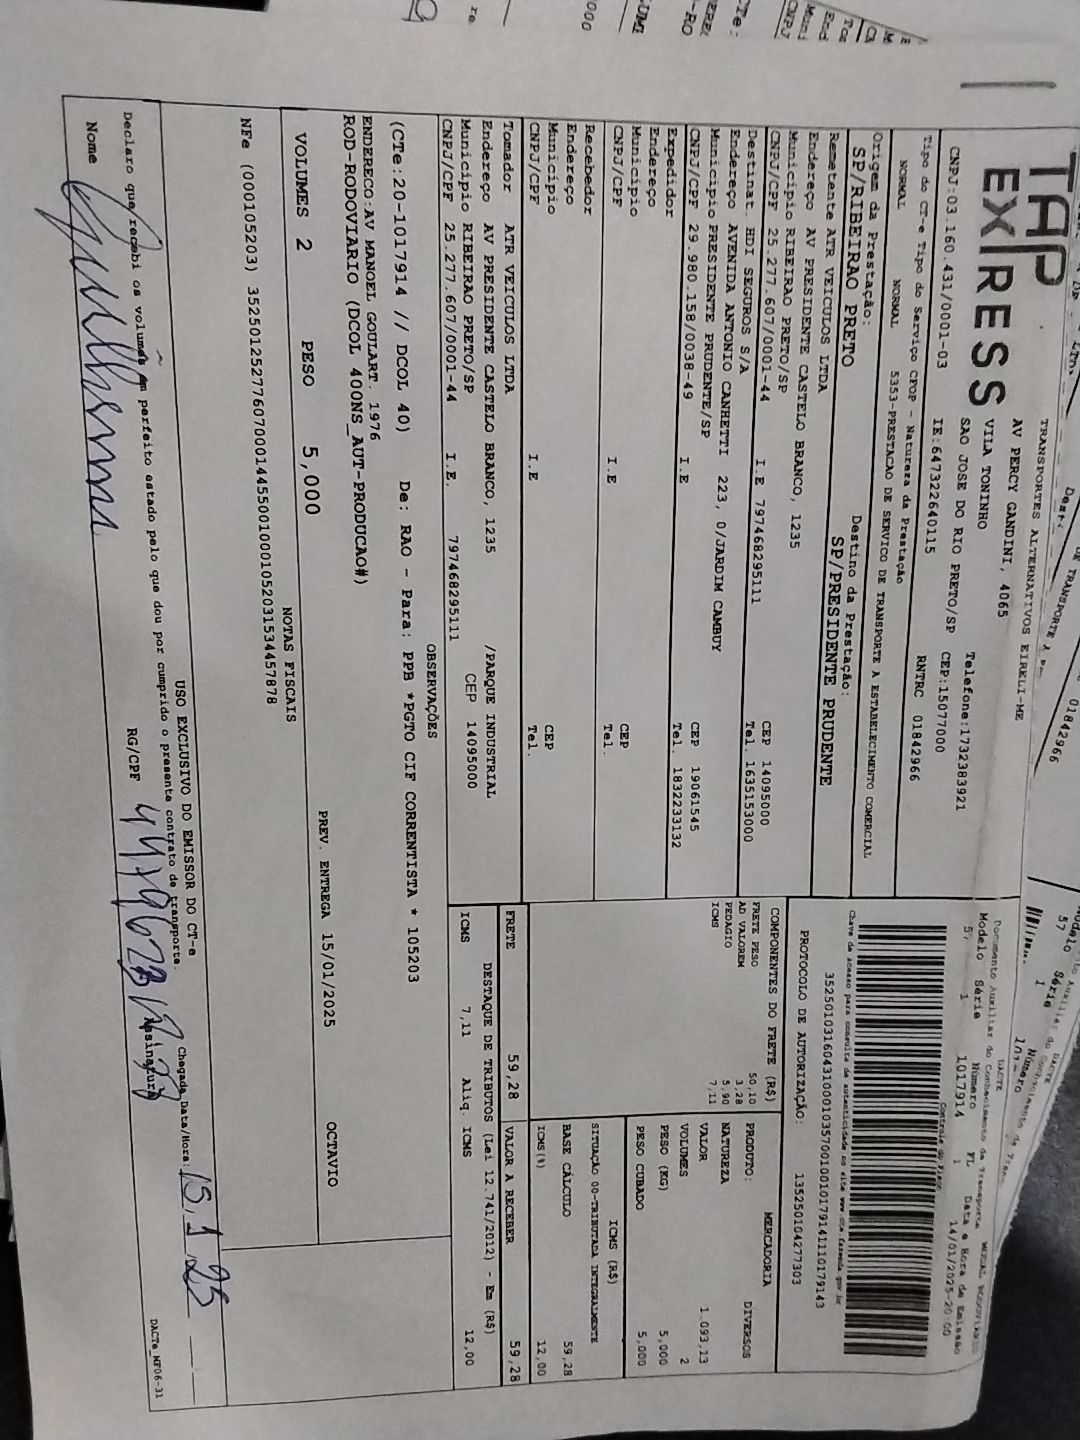 TAP
EX|RESS
TRANSPORTES ALTERNATIVOS EIRELI-ME
AV PERCY GANDINI, 4065
VILA TONINHO
SAO JOSE DO RIO PRETO/SP CEP:15077000
Telefone:1732383921
CNPJ:03.160.431/0001-03 IE:647322640115 RNTRC 01842966
Tipo do CT-e Tipo do Serviço CFOP - Natureza da Prestação
NORMAL NORMAL 5353-PRESTACAO DE SERVICO DE TRANSPORTE A ESTABELECIMENTO COMERCIAL
Origem da Prestação: Destino da Prestação:
SP/RIBEIRAO PRETO SP/PRESIDENTE PRUDENTE
Remetente ATR VEICULOS LTDA
Endereço AV PRESIDENTE CASTELO BRANCO, 1235
Município RIBEIRAO PRETO/SP CEP 14095000
CNPJ/CPF 25.277.607/0001-44 I.E 797468295111 Tel. 1635153000
Destinat. HDI SEGUROS S/A
Endereço AVENIDA ANTONIO CANHETTI 223, 0/JARDIM CAMBUY
Município PRESIDENTE PRUDENTE/SP CEP 19061545
CNPJ/CPF 29.980.158/0038-49 I.E Tel. 1832233132
Expedidor
Endereço
Município CEP
CNPJ/CPF I.E Tel.
Recebedor
Endereço
Município CEP
CNPJ/CPF I.E Tel.
Tomador ATR VEICULOS LTDA
Endereço AV PRESIDENTE CASTELO BRANCO, 1235 /PARQUE INDUSTRIAL
Município RIBEIRAO PRETO/SP CEP 14095000
CNPJ/CPF 25.277.607/0001-44 I.E. 797468295111
DACTE MODAL RODOVIÁRIO
Documento Auxiliar do Conhecimento de Transporte
Modelo Série Número FL Data e Hora de Emissão
57 1 1017914 1 14/01/2025-20:00
Controle do Fisco
Chave de acesso para consulta de autenticidade no site www.cte.fazenda.gov.br
35250103160431000103570010010179141110179143
PROTOCOLO DE AUTORIZAÇÃO: 135250104277303
COMPONENTES DO FRETE (R$)
FRETE PESO 50,10
AD VALOREM 3,28
PEDAGIO 5,90
ICMS 7,11
MERCADORIA
PRODUTO: DIVERSOS
NATUREZA
VALOR 1.093,13
VOLUMES 2
PESO (KG) 5,000
PESO CUBADO 5,000
ICMS (R$)
SITUAÇÃO 00-TRIBUTADA INTEGRALMENTE
BASE CÁLCULO 59,28
ICMS(%) 12,00
FRETE 59,28 VALOR A RECEBER 59,28
DESTAQUE DE TRIBUTOS (Lei 12.741/2012) - Em (R$)
ICMS 7,11 Aliq. ICMS 12,00
OBSERVAÇÕES
(CTe:20-1017914 // DCOL 40) De: RAO - Para: PPB *PGTO CIF CORRENTISTA * 105203
ENDERECO:AV MANOEL GOULART 1976
ROD-RODOVIARIO (DCOL 400NS_AUT-PRODUCAO#)
VOLUMES 2 PESO 5,000 PREV. ENTREGA 15/01/2025 OCTAVIO
NOTAS FISCAIS
NFe (000105203) 35250125277607000144550010001052031534457878
USO EXCLUSIVO DO EMISSOR DO CT-e
Declaro que recebi os volumes em perfeito estado pelo que dou por cumprido o presente contrato de transporte.
Chegada Data/Hora: 15.1.25
Nome RG/CPF Assinatura
DACTe_MF06-31